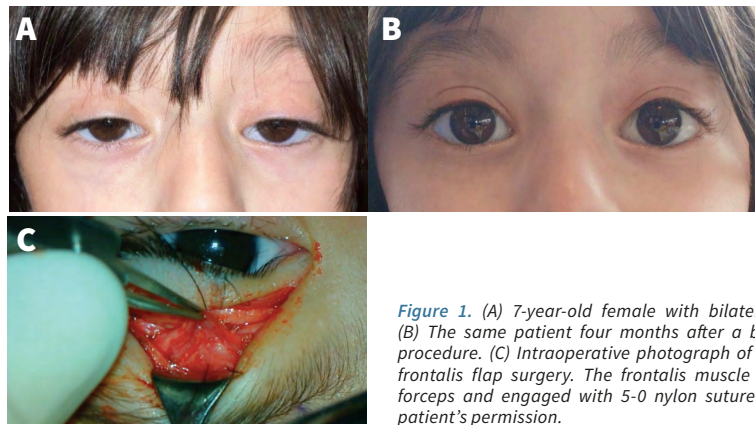 A
B
C
Figure 1. (A) 7-year-old female with bilate
(B) The same patient four months after a b
procedure. (C) Intraoperative photograph of
frontalis flap surgery. The frontalis muscle
forceps and engaged with 5-0 nylon suture
patient's permission.